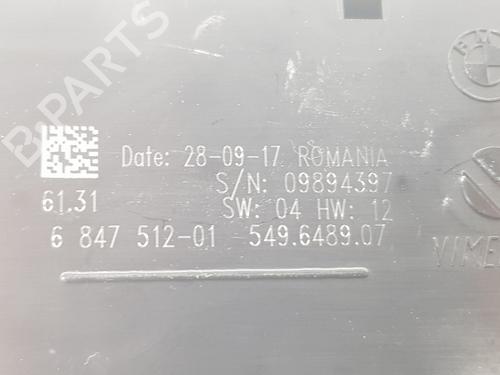 B-PARTS
BMW
Date: 28-09-17 ROMANIA
S/N: 09894397
61.31
SW: 04 HW: 12
6 847 512-01 549.6489.07